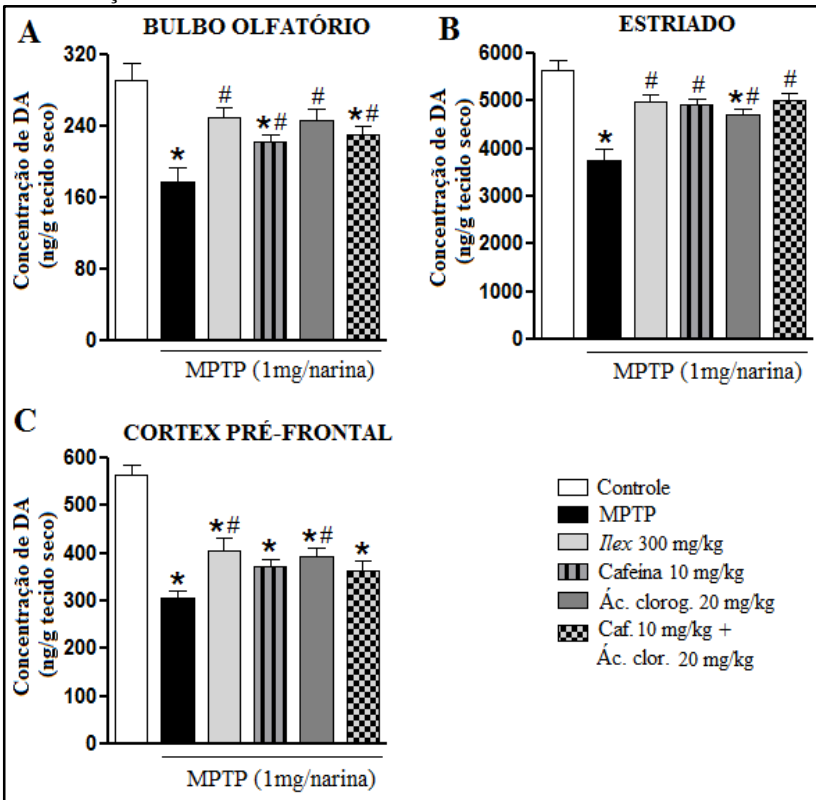 A
BULBO OLFATÓRIO
Concentração de DA
(ng/g tecido seco)
320
240
160
80
0
*
#
*#
#
*#
MPTP (1mg/narina)
B
ESTRIADO
Concentração de DA
(ng/g tecido seco)
6000
5000
4000
3000
2000
1000
0
*
#
#
*#
#
MPTP (1mg/narina)
C
CORTEX PRÉ-FRONTAL
Concentração de DA
(ng/g tecido seco)
600
500
400
300
200
100
0
*
*#
*
*#
*
MPTP (1mg/narina)
Controle
MPTP
Ilex 300 mg/kg
Cafeína 10 mg/kg
Ác. clorog. 20 mg/kg
Caf. 10 mg/kg +
Ác. clor. 20 mg/kg